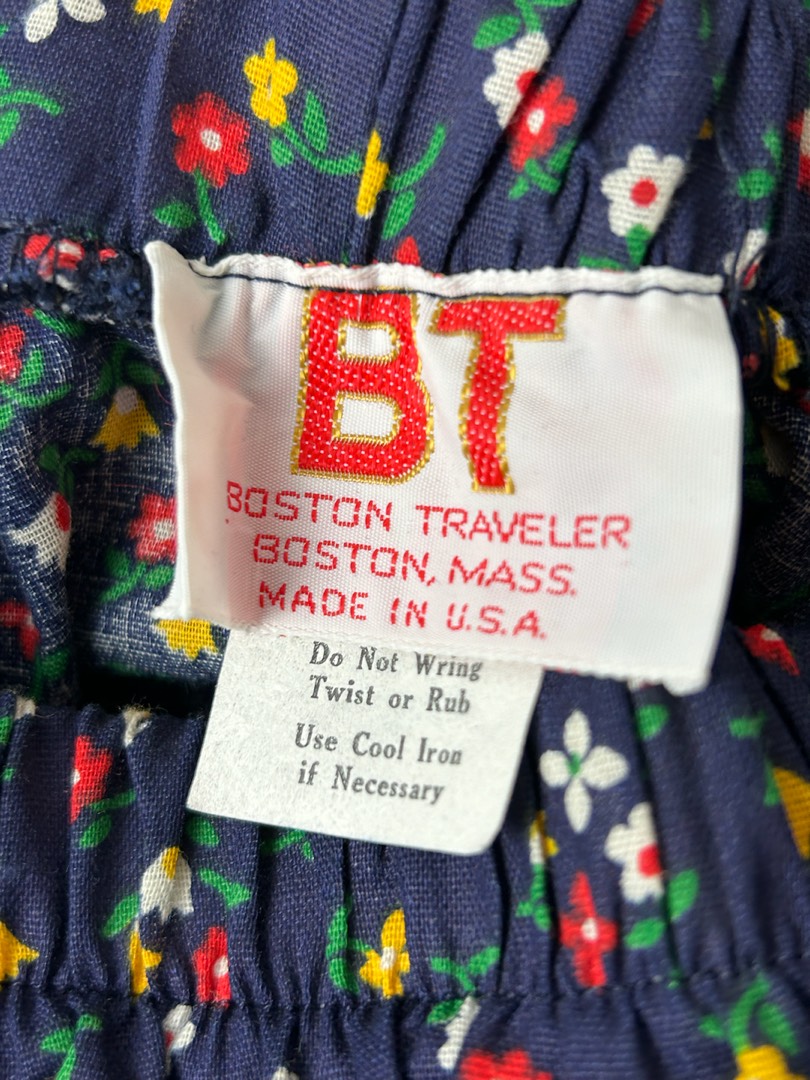 BT
BOSTON TRAVELER
BOSTON, MASS.
MADE IN U.S.A.
Do Not Wring
Twist or Rub
Use Cool Iron
if Necessary